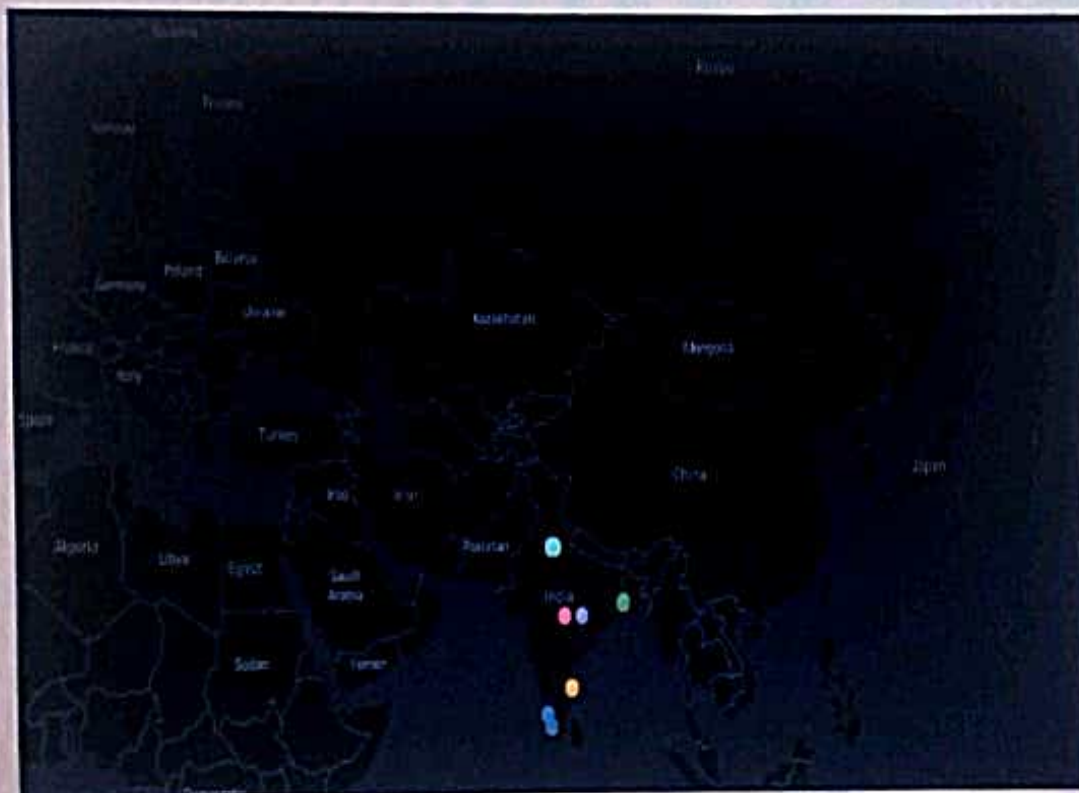 Russia
Poland
Belarus
Germany
Ukraine
Kazakhstan
Mongolia
Italy
Spain
Turkey
China
Japan
Iraq
Iran
Algeria
Libya
Egypt
Pakistan
Saudi
Arabia
India
Sudan
Yemen